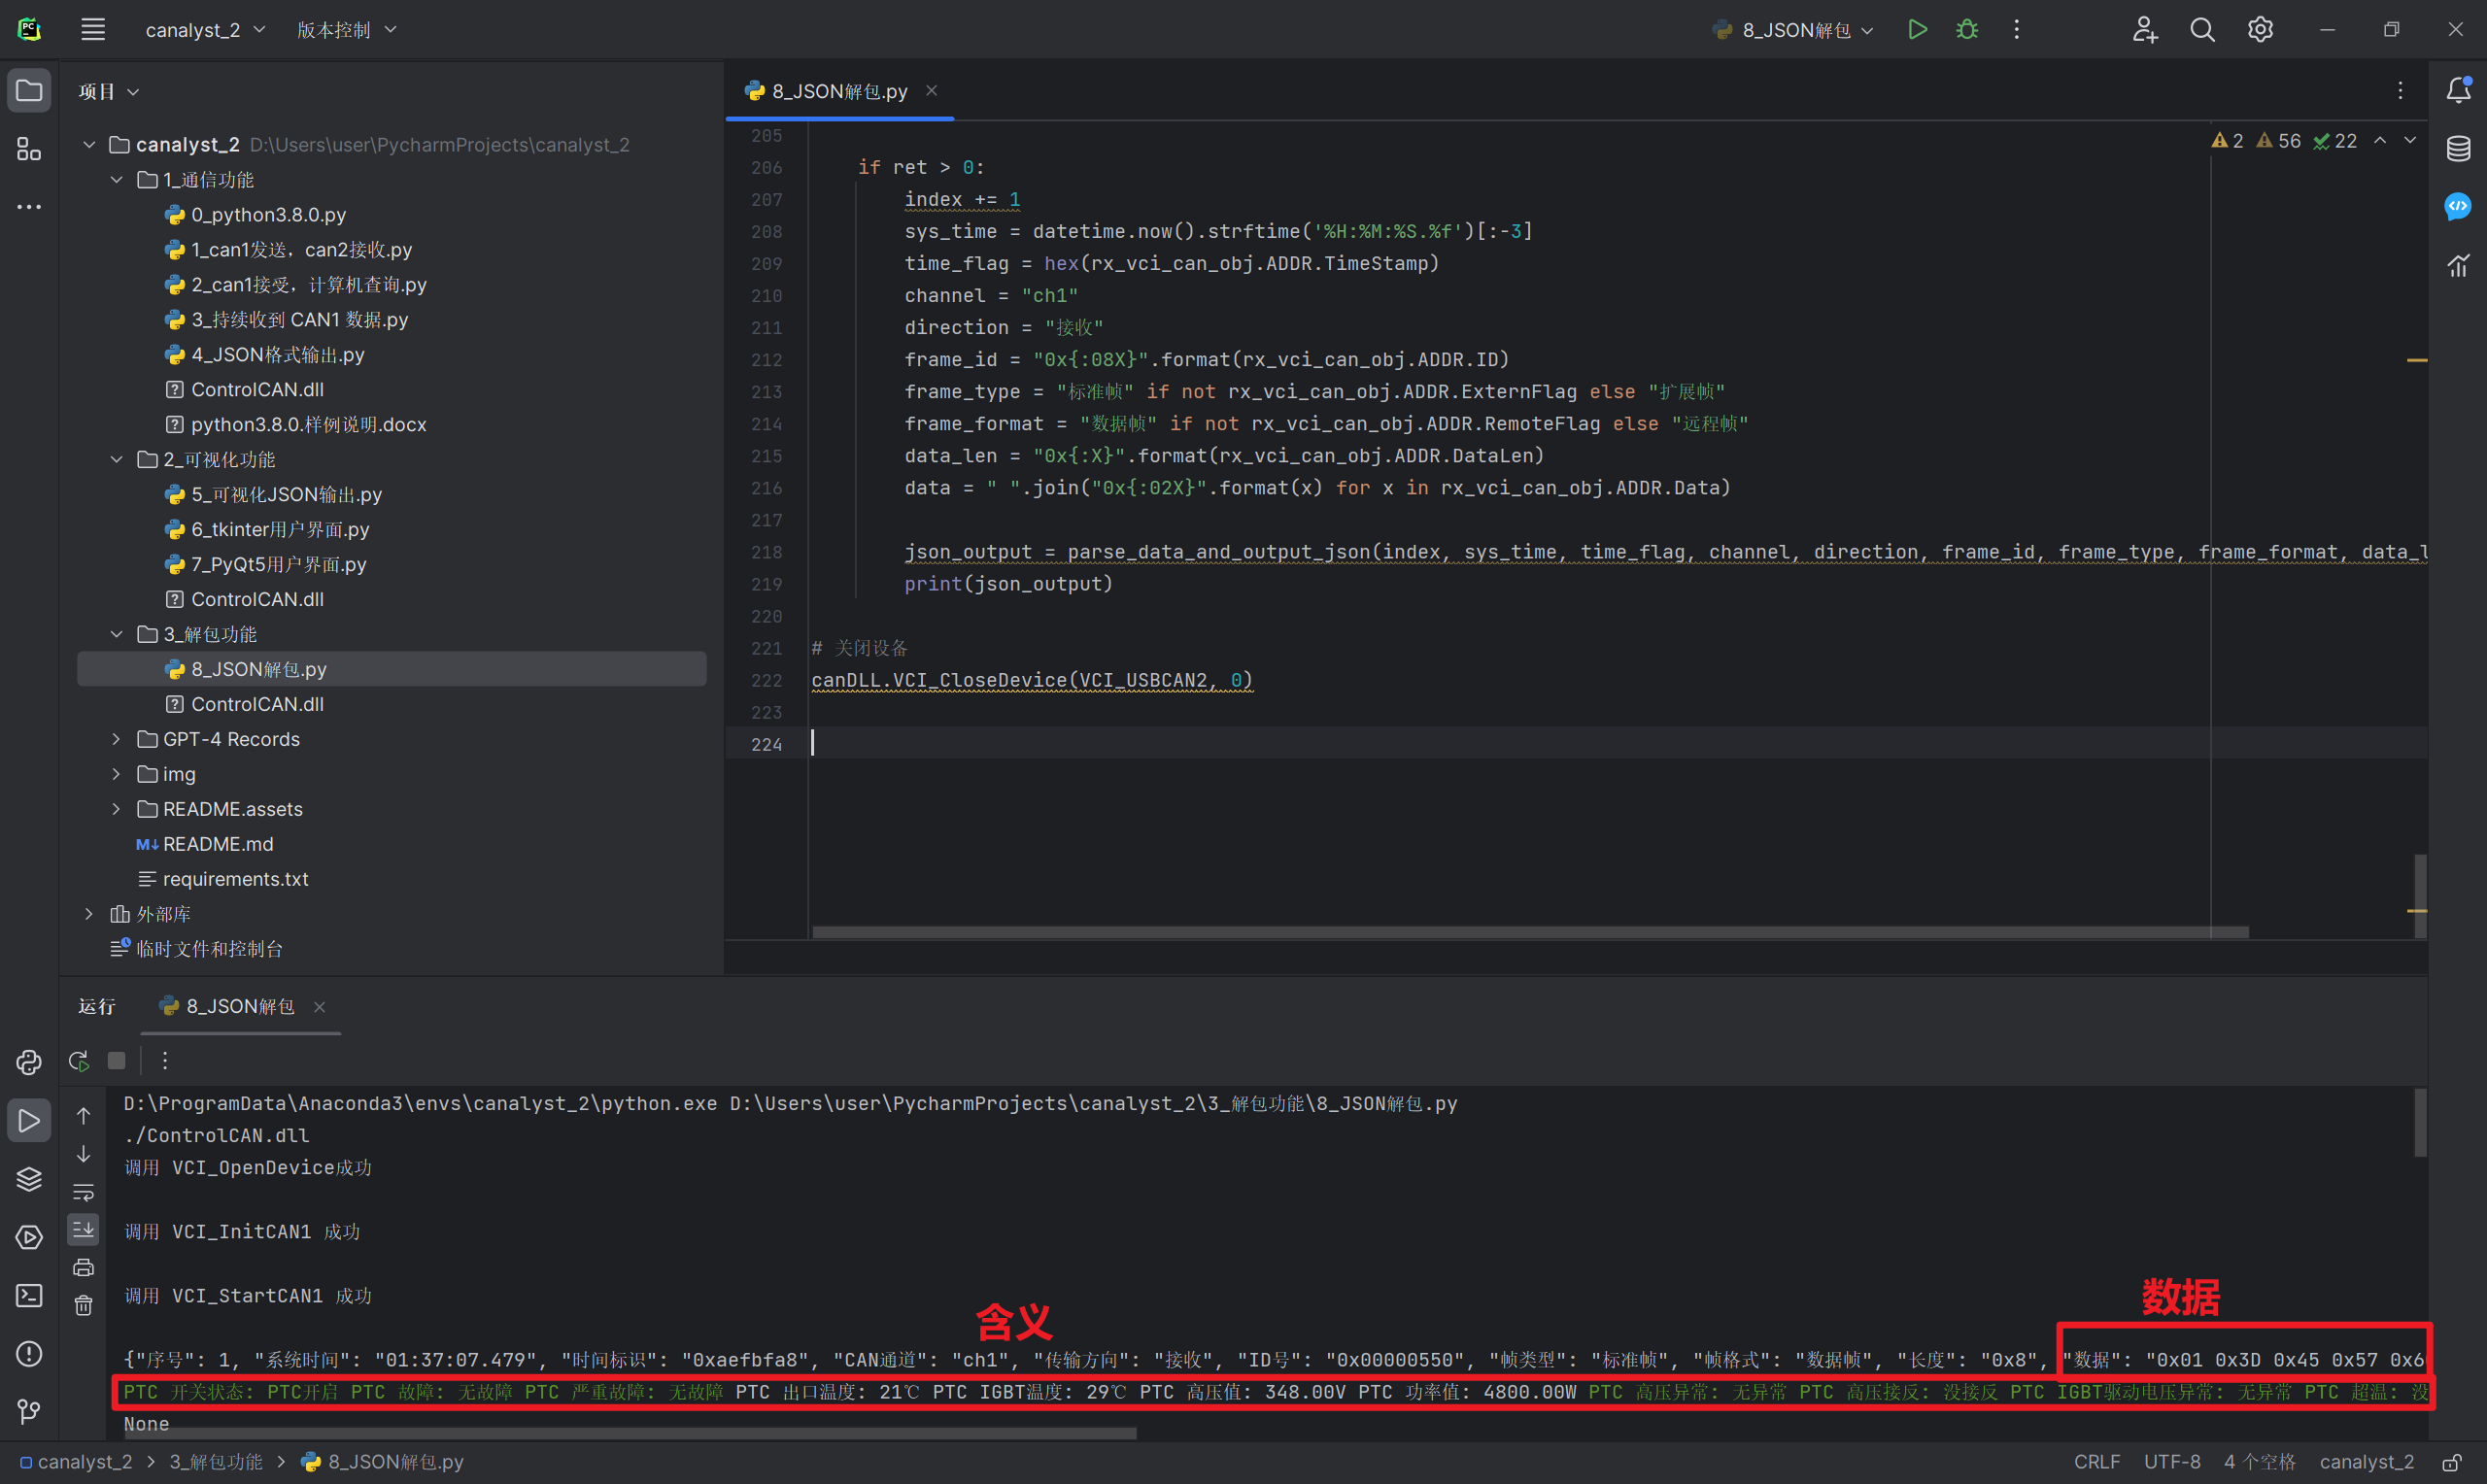 canalyst_2 版本控制 8_JSON解包
项目
canalyst_2 D:\Users\user\PycharmProjects\canalyst_2
1_通信功能
0_python3.8.0.py
1_can1发送，can2接收.py
2_can1接受，计算机查询.py
3_持续收到 CAN1 数据.py
4_JSON格式输出.py
ControlCAN.dll
python3.8.0.样例说明.docx
2_可视化功能
5_可视化JSON输出.py
6_tkinter用户界面.py
7_PyQt5用户界面.py
ControlCAN.dll
3_解包功能
8_JSON解包.py
ControlCAN.dll
GPT-4 Records
img
README.assets
README.md
requirements.txt
外部库
临时文件和控制台
8_JSON解包.py
2 56 22
205
206 if ret > 0:
207 index += 1
208 sys_time = datetime.now().strftime('%H:%M:%S.%f')[:-3]
209 time_flag = hex(rx_vci_can_obj.ADDR.TimeStamp)
210 channel = "ch1"
211 direction = "接收"
212 frame_id = "0x{:08X}".format(rx_vci_can_obj.ADDR.ID)
213 frame_type = "标准帧" if not rx_vci_can_obj.ADDR.ExternFlag else "扩展帧"
214 frame_format = "数据帧" if not rx_vci_can_obj.ADDR.RemoteFlag else "远程帧"
215 data_len = "0x{:X}".format(rx_vci_can_obj.ADDR.DataLen)
216 data = " ".join("0x{:02X}".format(x) for x in rx_vci_can_obj.ADDR.Data)
217
218 json_output = parse_data_and_output_json(index, sys_time, time_flag, channel, direction, frame_id, frame_type, frame_format, data_l
219 print(json_output)
220
221 # 关闭设备
222 canDLL.VCI_CloseDevice(VCI_USBCAN2, 0)
223
224
运行 8_JSON解包
D:\ProgramData\Anaconda3\envs\canalyst_2\python.exe D:\Users\user\PycharmProjects\canalyst_2\3_解包功能\8_JSON解包.py
./ControlCAN.dll
调用 VCI_OpenDevice成功
调用 VCI_InitCAN1 成功
调用 VCI_StartCAN1 成功
含义 数据
{"序号": 1, "系统时间": "01:37:07.479", "时间标识": "0xaefbfa8", "CAN通道": "ch1", "传输方向": "接收", "ID号": "0x00000550", "帧类型": "标准帧", "帧格式": "数据帧", "长度": "0x8", "数据": "0x01 0x3D 0x45 0x57 0x6
PTC 开关状态: PTC开启 PTC 故障: 无故障 PTC 严重故障: 无故障 PTC 出口温度: 21℃ PTC IGBT温度: 29℃ PTC 高压值: 348.00V PTC 功率值: 4800.00W PTC 高压异常: 无异常 PTC 高压接反: 没接反 PTC IGBT驱动电压异常: 无异常 PTC 超温: 没
None
canalyst_2 3_解包功能 8_JSON解包.py CRLF UTF-8 4 个空格 canalyst_2